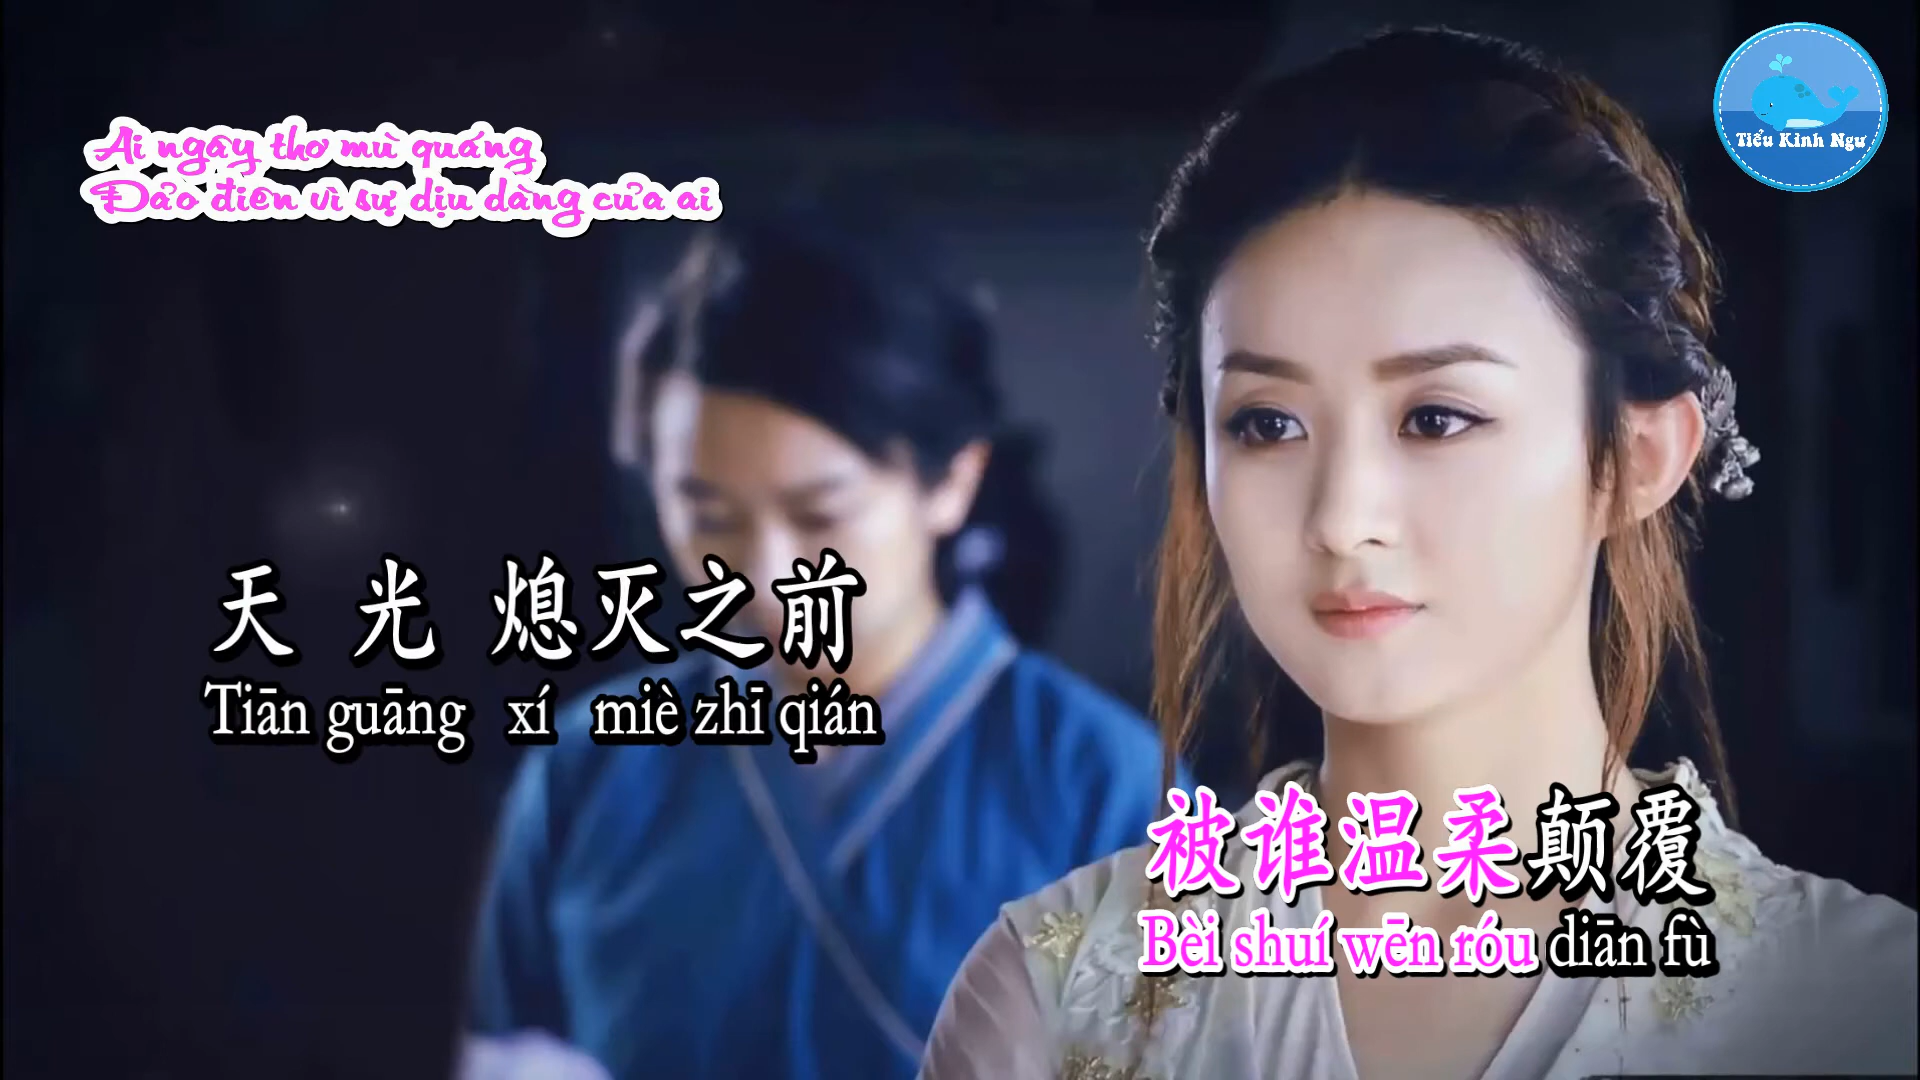 Ai ngây thơ mù quáng
Đảo điên vì sự dịu dàng của ai
Tiểu Kình Ngư
天 光 熄灭之前
Tiān guāng xí miè zhī qián
被谁温柔颠覆
Bèi shuí wēn róu diān fù